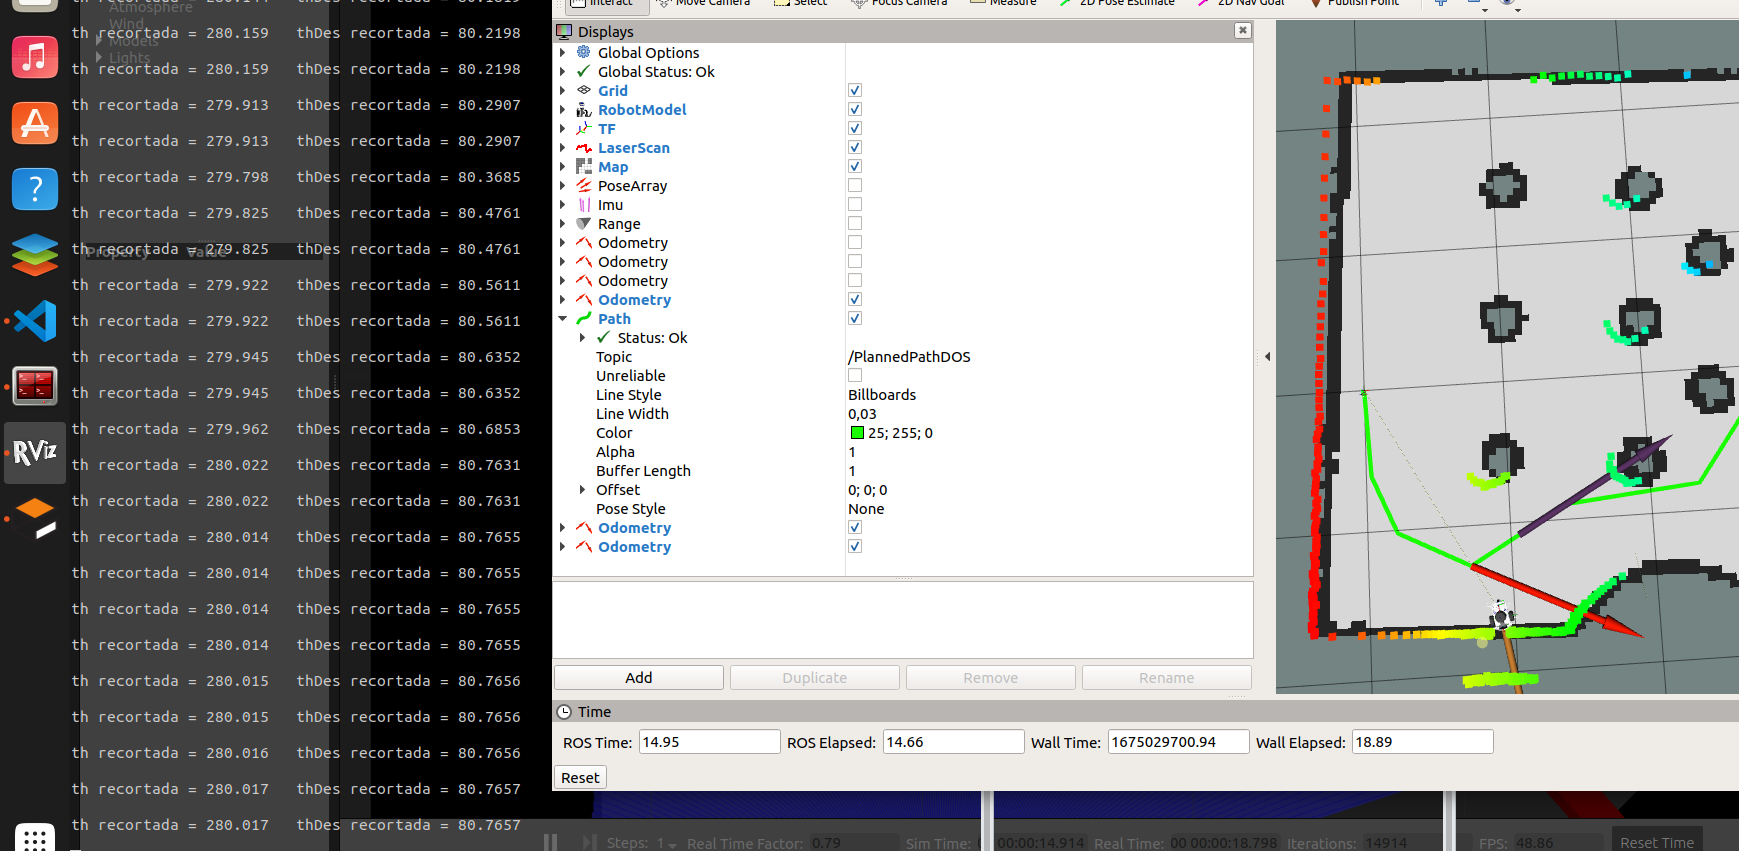 Interact Move Camera Select Focus Camera Measure 2D Pose Estimate 2D Nav Goal Publish Point
Atmosphere
Wind
Models
Lights
Property Value
th recortada = 280.159 thDes recortada = 80.2198
th recortada = 280.159 thDes recortada = 80.2198
th recortada = 279.913 thDes recortada = 80.2907
th recortada = 279.913 thDes recortada = 80.2907
th recortada = 279.798 thDes recortada = 80.3685
th recortada = 279.825 thDes recortada = 80.4761
th recortada = 279.825 thDes recortada = 80.4761
th recortada = 279.922 thDes recortada = 80.5611
th recortada = 279.922 thDes recortada = 80.5611
th recortada = 279.945 thDes recortada = 80.6352
th recortada = 279.945 thDes recortada = 80.6352
th recortada = 279.962 thDes recortada = 80.6853
th recortada = 280.022 thDes recortada = 80.7631
th recortada = 280.022 thDes recortada = 80.7631
th recortada = 280.014 thDes recortada = 80.7655
th recortada = 280.014 thDes recortada = 80.7655
th recortada = 280.014 thDes recortada = 80.7655
th recortada = 280.014 thDes recortada = 80.7655
th recortada = 280.015 thDes recortada = 80.7656
th recortada = 280.015 thDes recortada = 80.7656
th recortada = 280.016 thDes recortada = 80.7656
th recortada = 280.017 thDes recortada = 80.7657
th recortada = 280.017 thDes recortada = 80.7657
RViz
Displays
Global Options
Global Status: Ok
Grid
RobotModel
TF
LaserScan
Map
PoseArray
Imu
Range
Odometry
Odometry
Odometry
Odometry
Path
Status: Ok
Topic /PlannedPathDOS
Unreliable
Line Style Billboards
Line Width 0,03
Color 25; 255; 0
Alpha 1
Buffer Length 1
Offset 0; 0; 0
Pose Style None
Odometry
Odometry
Add Duplicate Remove Rename
Time
ROS Time: 14.95 ROS Elapsed: 14.66 Wall Time: 1675029700.94 Wall Elapsed: 18.89
Reset
Steps: 1 Real Time Factor: 0.79 Sim Time: 00:00:14.914 Real Time: 00 00:00:18.798 Iterations: 14914 FPS: 48.86 Reset Time